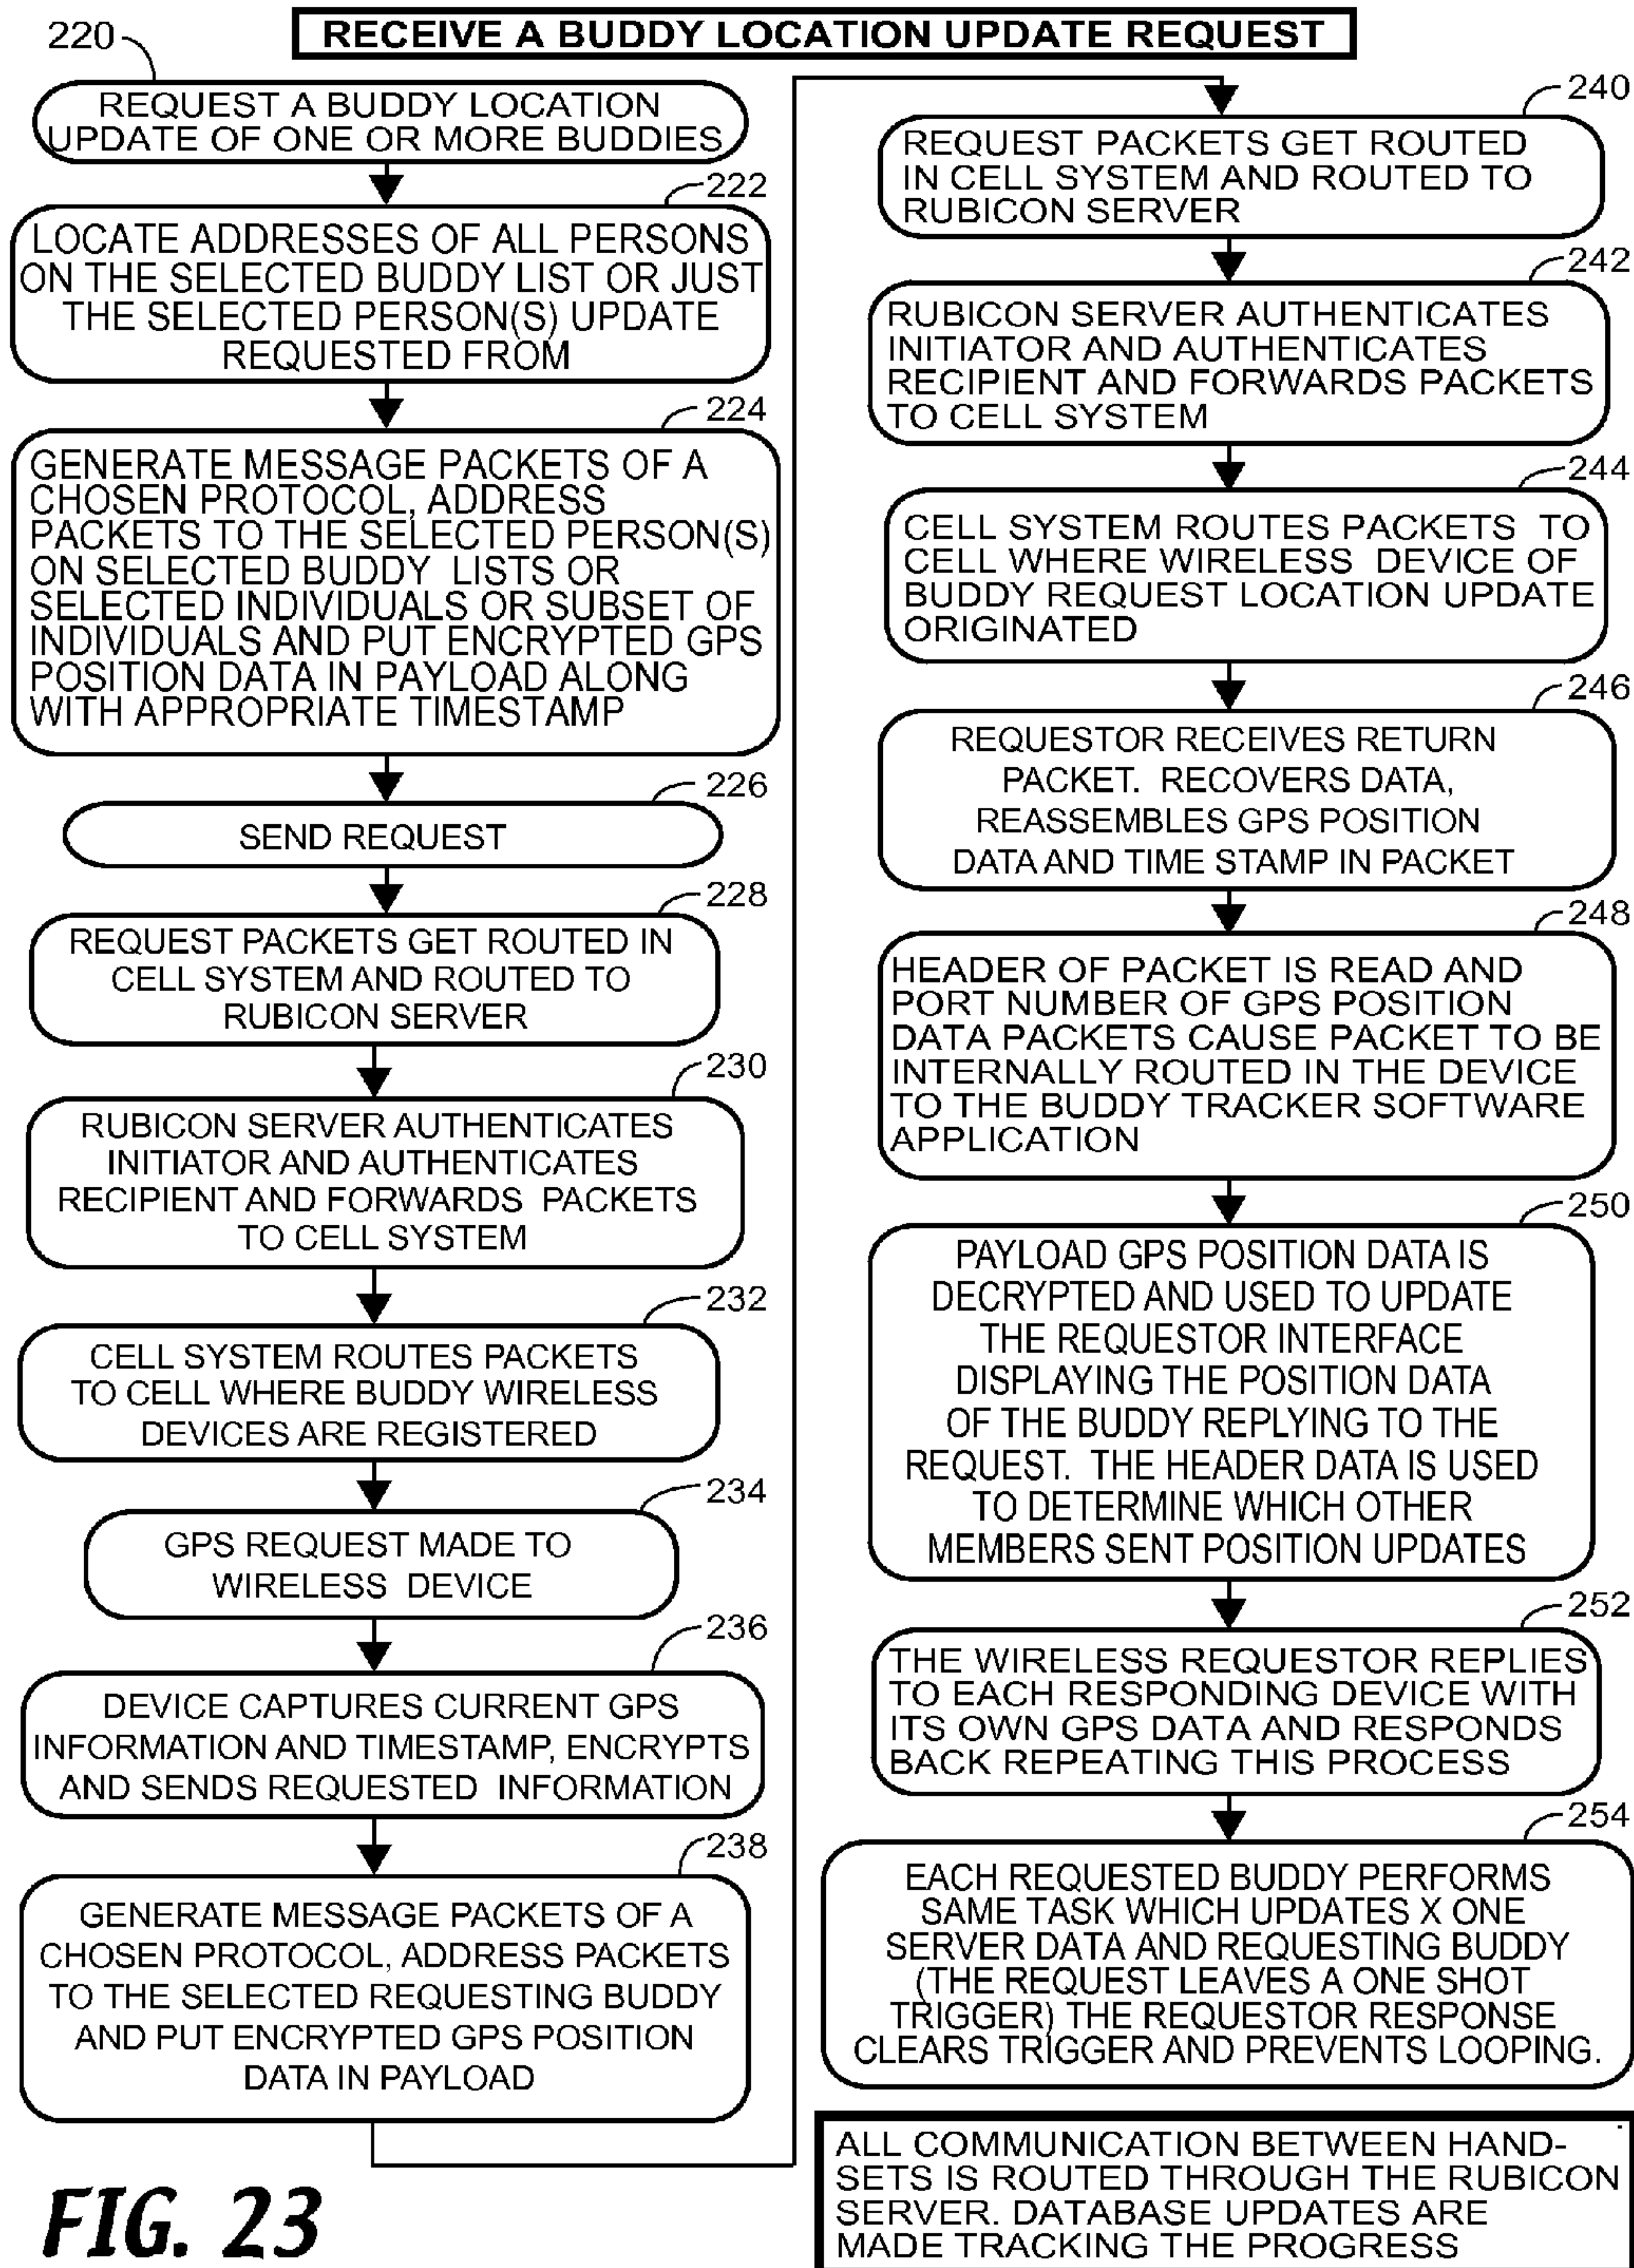 RECEIVE A BUDDY LOCATION UPDATE REQUEST
220
REQUEST A BUDDY LOCATION
UPDATE OF ONE OR MORE BUDDIES
222
LOCATE ADDRESSES OF ALL PERSONS
ON THE SELECTED BUDDY LIST OR JUST
THE SELECTED PERSON(S) UPDATE
REQUESTED FROM
224
GENERATE MESSAGE PACKETS OF A
CHOSEN PROTOCOL, ADDRESS
PACKETS TO THE SELECTED PERSON(S)
ON SELECTED BUDDY LISTS OR
SELECTED INDIVIDUALS OR SUBSET OF
INDIVIDUALS AND PUT ENCRYPTED GPS
POSITION DATA IN PAYLOAD ALONG
WITH APPROPRIATE TIMESTAMP
226
SEND REQUEST
228
REQUEST PACKETS GET ROUTED IN
CELL SYSTEM AND ROUTED TO
RUBICON SERVER
230
RUBICON SERVER AUTHENTICATES
INITIATOR AND AUTHENTICATES
RECIPIENT AND FORWARDS PACKETS
TO CELL SYSTEM
232
CELL SYSTEM ROUTES PACKETS
TO CELL WHERE BUDDY WIRELESS
DEVICES ARE REGISTERED
234
GPS REQUEST MADE TO
WIRELESS DEVICE
236
DEVICE CAPTURES CURRENT GPS
INFORMATION AND TIMESTAMP, ENCRYPTS
AND SENDS REQUESTED INFORMATION
238
GENERATE MESSAGE PACKETS OF A
CHOSEN PROTOCOL, ADDRESS PACKETS
TO THE SELECTED REQUESTING BUDDY
AND PUT ENCRYPTED GPS POSITION
DATA IN PAYLOAD
240
REQUEST PACKETS GET ROUTED
IN CELL SYSTEM AND ROUTED TO
RUBICON SERVER
242
RUBICON SERVER AUTHENTICATES
INITIATOR AND AUTHENTICATES
RECIPIENT AND FORWARDS PACKETS
TO CELL SYSTEM
244
CELL SYSTEM ROUTES PACKETS TO
CELL WHERE WIRELESS DEVICE OF
BUDDY REQUEST LOCATION UPDATE
ORIGINATED
246
REQUESTOR RECEIVES RETURN
PACKET. RECOVERS DATA,
REASSEMBLES GPS POSITION
DATA AND TIME STAMP IN PACKET
248
HEADER OF PACKET IS READ AND
PORT NUMBER OF GPS POSITION
DATA PACKETS CAUSE PACKET TO BE
INTERNALLY ROUTED IN THE DEVICE
TO THE BUDDY TRACKER SOFTWARE
APPLICATION
250
PAYLOAD GPS POSITION DATA IS
DECRYPTED AND USED TO UPDATE
THE REQUESTOR INTERFACE
DISPLAYING THE POSITION DATA
OF THE BUDDY REPLYING TO THE
REQUEST. THE HEADER DATA IS USED
TO DETERMINE WHICH OTHER
MEMBERS SENT POSITION UPDATES
252
THE WIRELESS REQUESTOR REPLIES
TO EACH RESPONDING DEVICE WITH
ITS OWN GPS DATA AND RESPONDS
BACK REPEATING THIS PROCESS
254
EACH REQUESTED BUDDY PERFORMS
SAME TASK WHICH UPDATES X ONE
SERVER DATA AND REQUESTING BUDDY
(THE REQUEST LEAVES A ONE SHOT
TRIGGER) THE REQUESTOR RESPONSE
CLEARS TRIGGER AND PREVENTS LOOPING.
ALL COMMUNICATION BETWEEN HAND-
SETS IS ROUTED THROUGH THE RUBICON
SERVER. DATABASE UPDATES ARE
MADE TRACKING THE PROGRESS
FIG. 23